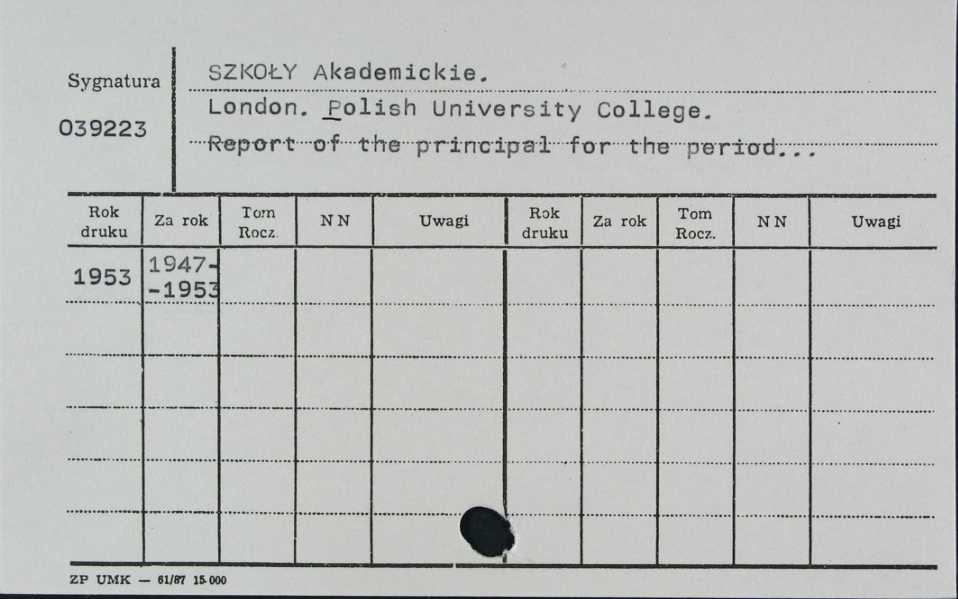 Sygnatura
039223
SZKOŁY Akademickie.
London. Polish University College.
Report of the principal for the period...
Rok druku Za rok Tom Rocz. N N Uwagi Rok druku Za rok Tom Rocz. N N Uwagi
1953 1947-
-1953
ZP UMK — 61/87 15.000